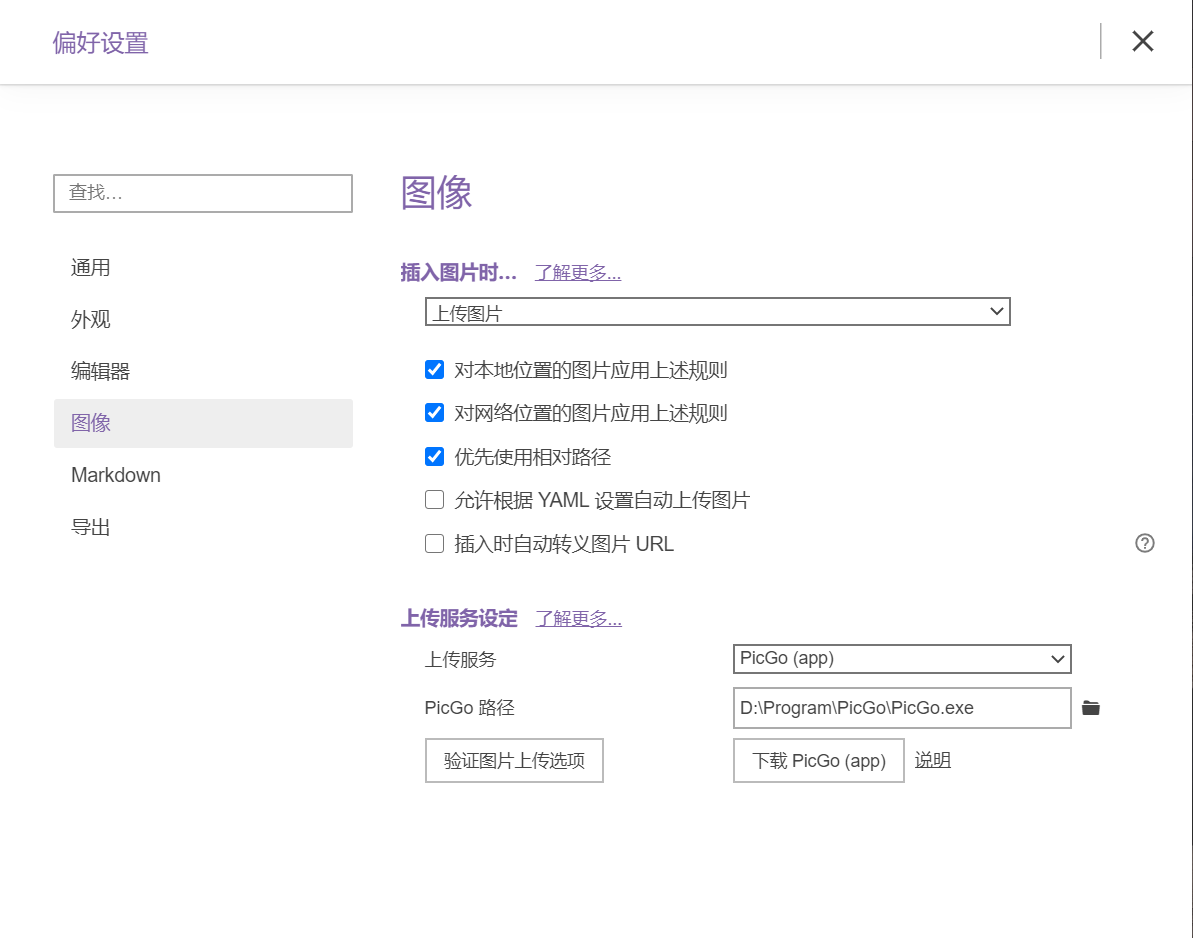 偏好设置
查找…
通用
外观
编辑器
图像
Markdown
导出
图像
插入图片时… 了解更多...
上传图片
对本地位置的图片应用上述规则
对网络位置的图片应用上述规则
优先使用相对路径
允许根据 YAML 设置自动上传图片
插入时自动转义图片 URL
上传服务设定 了解更多...
上传服务 PicGo (app)
PicGo 路径 D:\Program\PicGo\PicGo.exe
验证图片上传选项 下载 PicGo (app) 说明